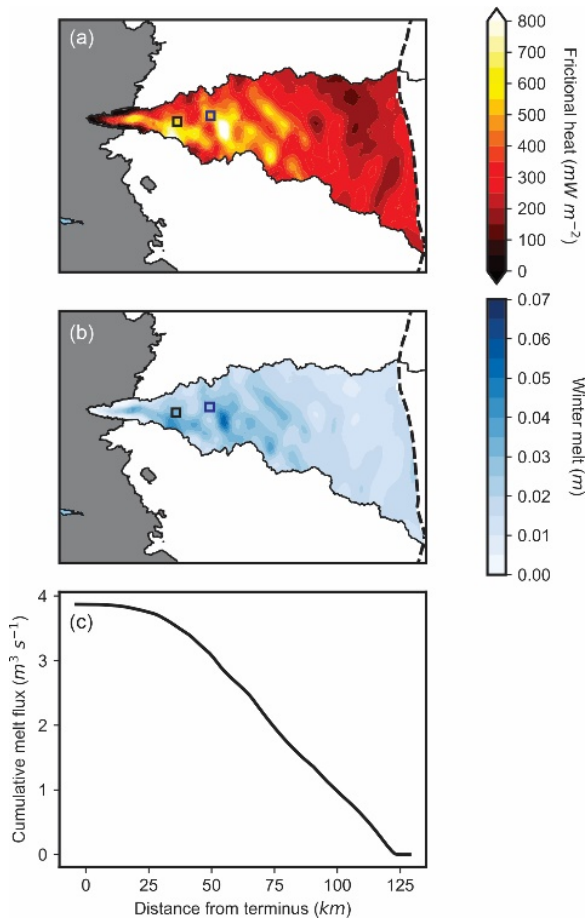 (a)
800
700
600
500
400
300
200
100
0
Frictional heat (mW m−2)
(b)
0.07
0.06
0.05
0.04
0.03
0.02
0.01
0.00
Winter melt (m)
(c)
4
3
2
1
0
Cumulative melt flux (m3 s−1)
0 25 50 75 100 125
Distance from terminus (km)